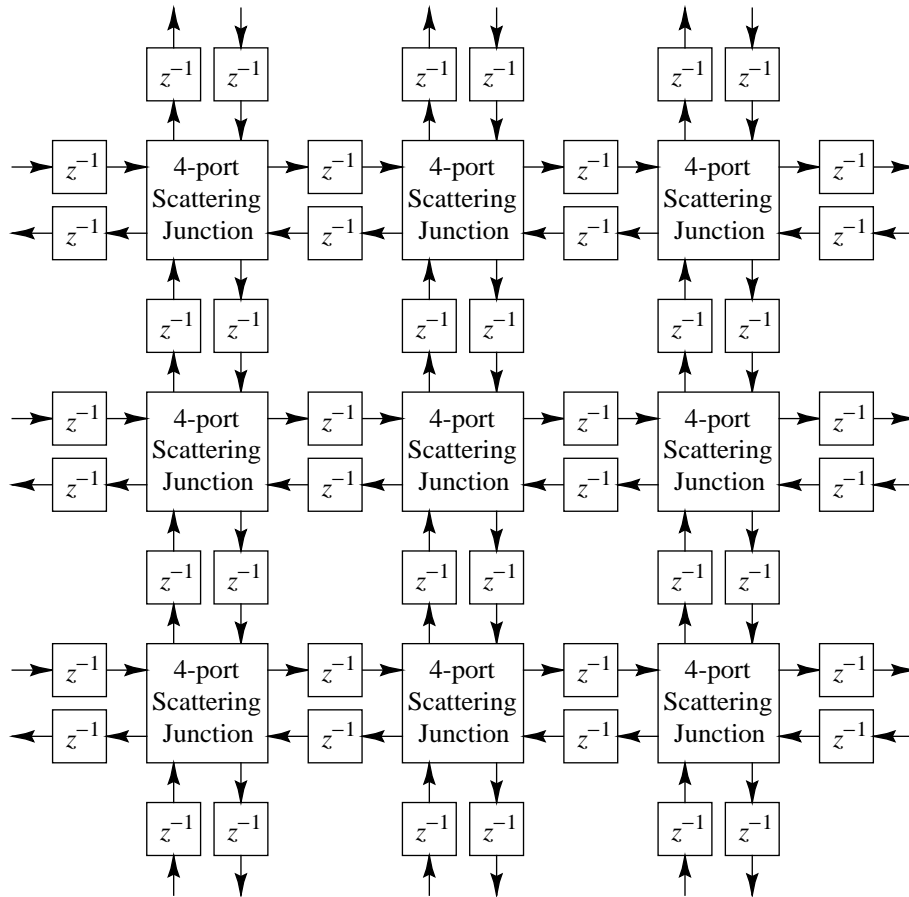 z⁻¹ z⁻¹ z⁻¹ z⁻¹ z⁻¹ z⁻¹
z⁻¹ 4-port z⁻¹ 4-port z⁻¹ 4-port z⁻¹
Scattering Scattering Scattering
z⁻¹ Junction z⁻¹ Junction z⁻¹ Junction z⁻¹
z⁻¹ z⁻¹ z⁻¹ z⁻¹ z⁻¹ z⁻¹
z⁻¹ 4-port z⁻¹ 4-port z⁻¹ 4-port z⁻¹
Scattering Scattering Scattering
z⁻¹ Junction z⁻¹ Junction z⁻¹ Junction z⁻¹
z⁻¹ z⁻¹ z⁻¹ z⁻¹ z⁻¹ z⁻¹
z⁻¹ 4-port z⁻¹ 4-port z⁻¹ 4-port z⁻¹
Scattering Scattering Scattering
z⁻¹ Junction z⁻¹ Junction z⁻¹ Junction z⁻¹
z⁻¹ z⁻¹ z⁻¹ z⁻¹ z⁻¹ z⁻¹